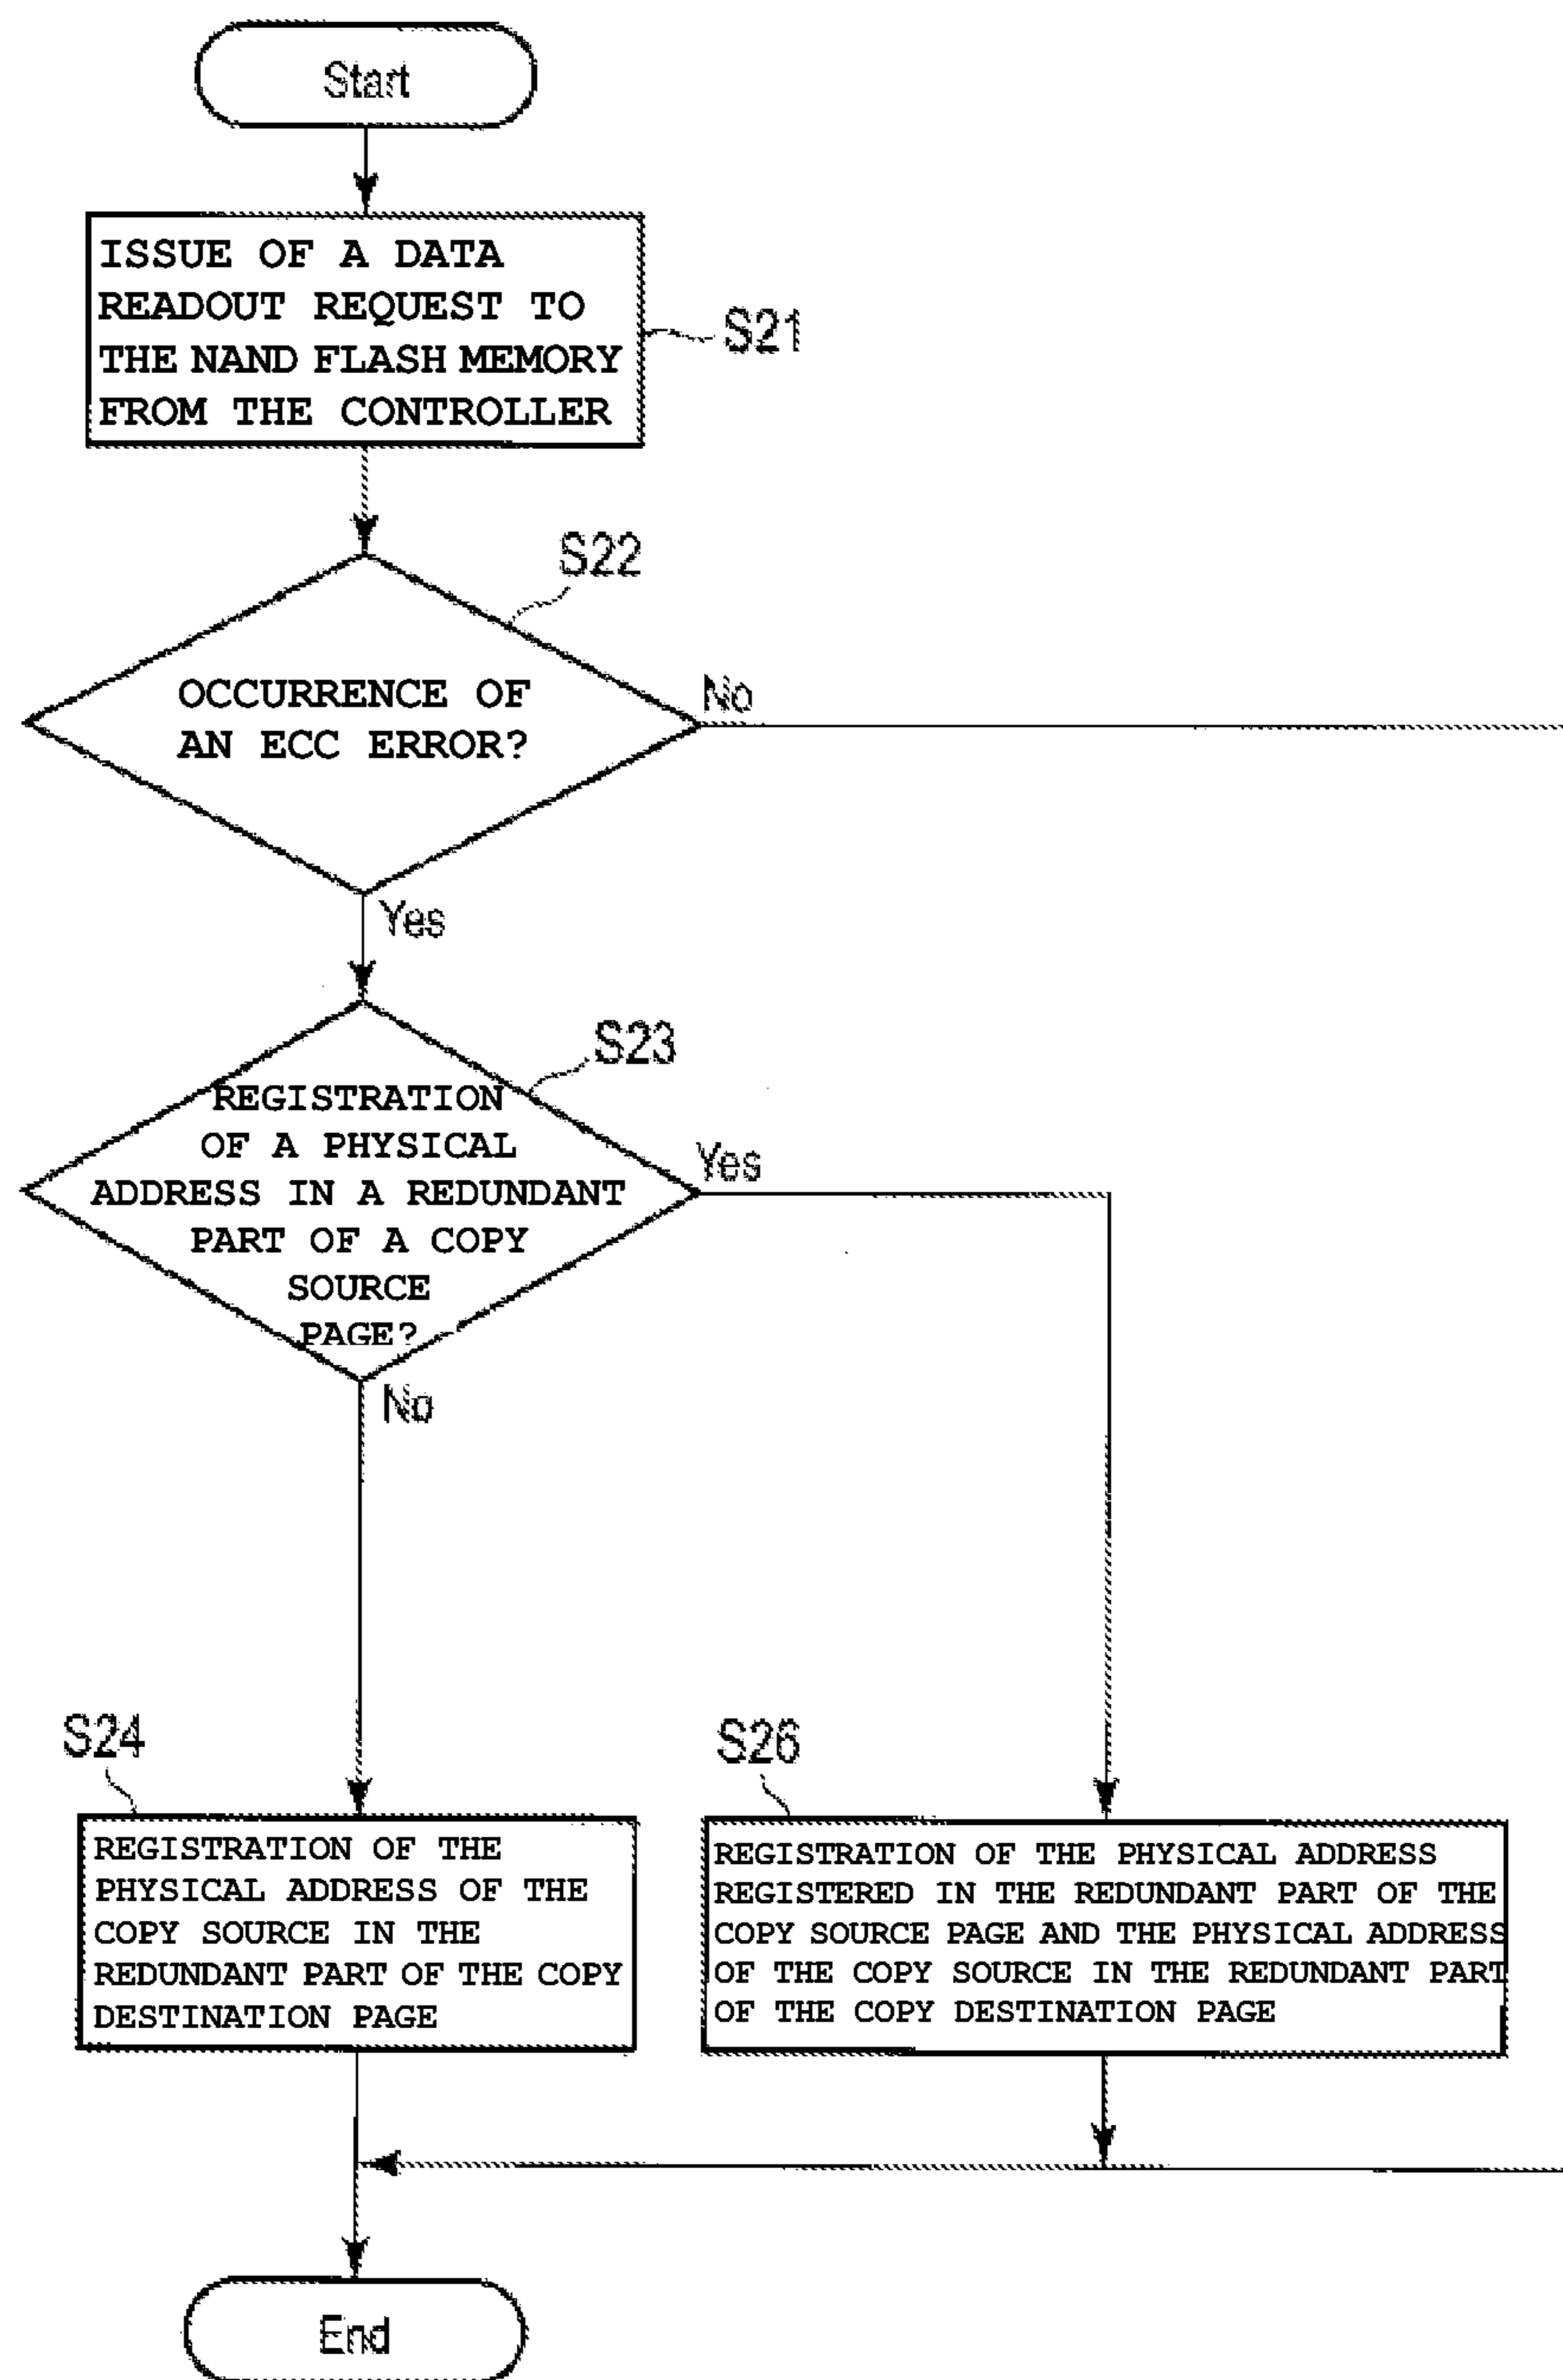 Start
ISSUE OF A DATA
READOUT REQUEST TO
THE NAND FLASH MEMORY
FROM THE CONTROLLER
S21
S22
OCCURRENCE OF
AN ECC ERROR?
No
Yes
S23
REGISTRATION
OF A PHYSICAL
ADDRESS IN A REDUNDANT
PART OF A COPY
SOURCE
PAGE?
Yes
No
S24
REGISTRATION OF THE
PHYSICAL ADDRESS OF THE
COPY SOURCE IN THE
REDUNDANT PART OF THE COPY
DESTINATION PAGE
S26
REGISTRATION OF THE PHYSICAL ADDRESS
REGISTERED IN THE REDUNDANT PART OF THE
COPY SOURCE PAGE AND THE PHYSICAL ADDRESS
OF THE COPY SOURCE IN THE REDUNDANT PART
OF THE COPY DESTINATION PAGE
End